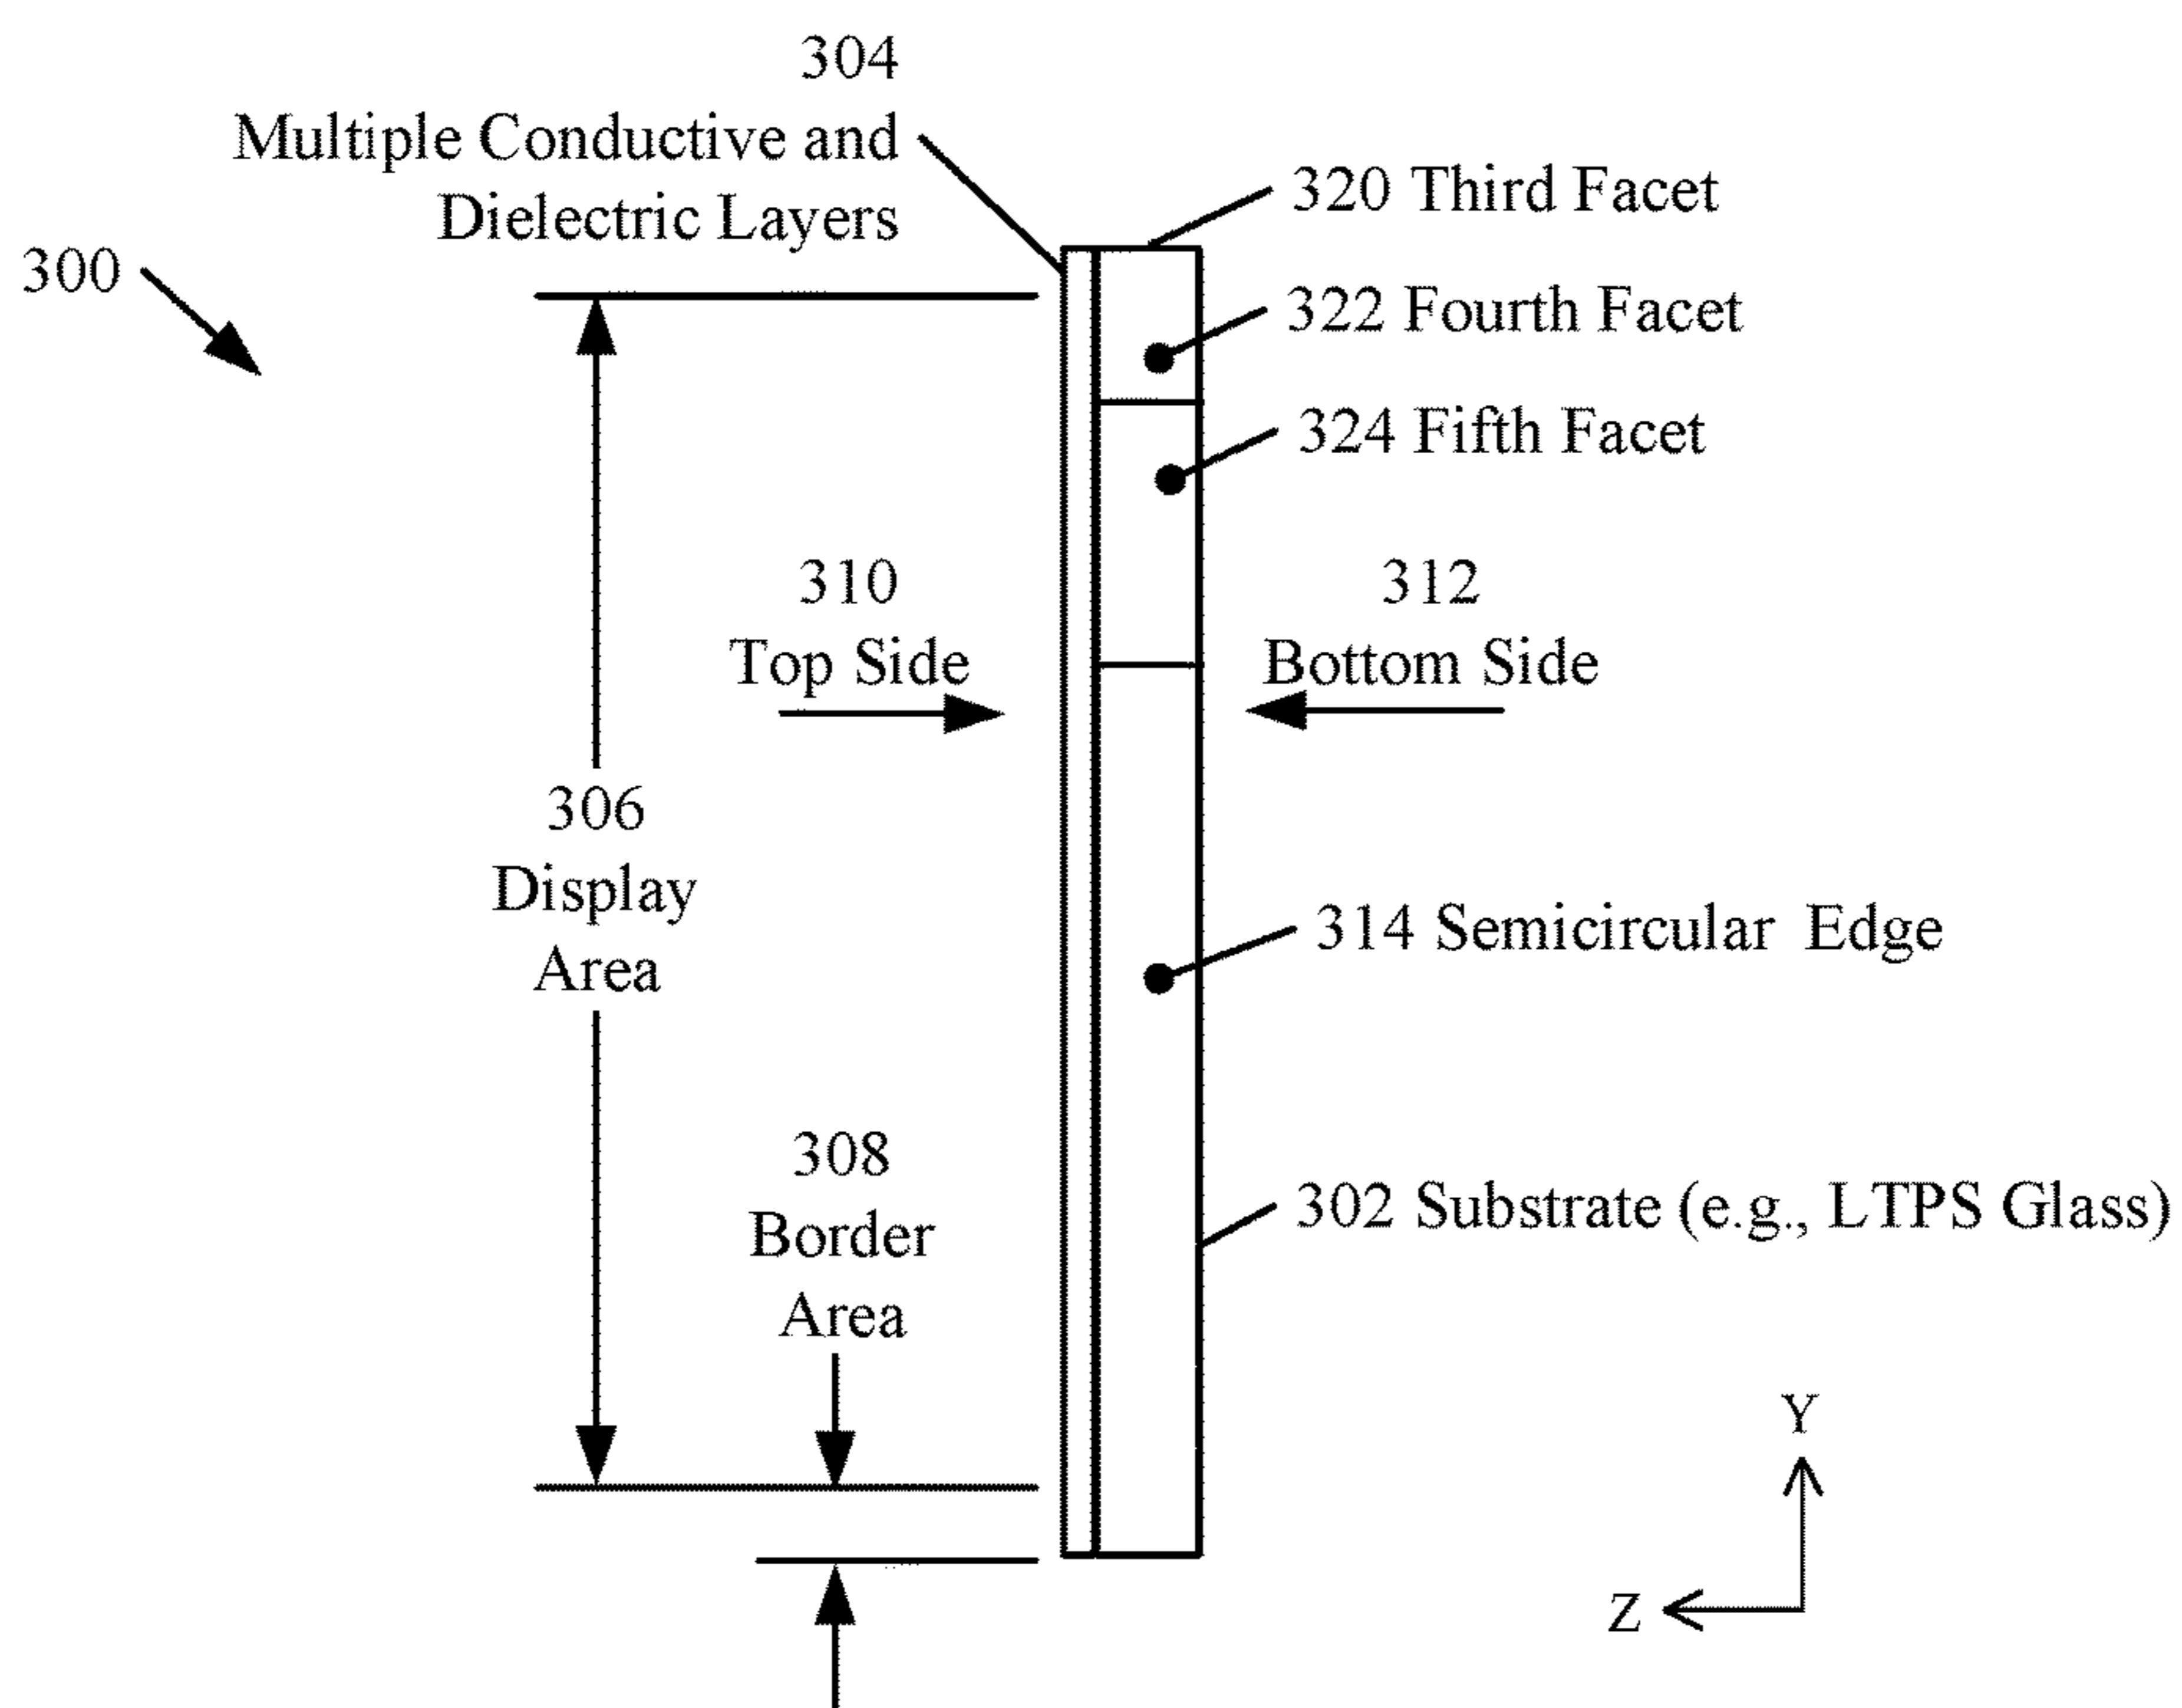 304
Multiple Conductive and
Dielectric Layers
300
320 Third Facet
322 Fourth Facet
324 Fifth Facet
310
Top Side
312
Bottom Side
306
Display
Area
314 Semicircular Edge
308
Border
Area
302 Substrate (e.g., LTPS Glass)
Y
Z